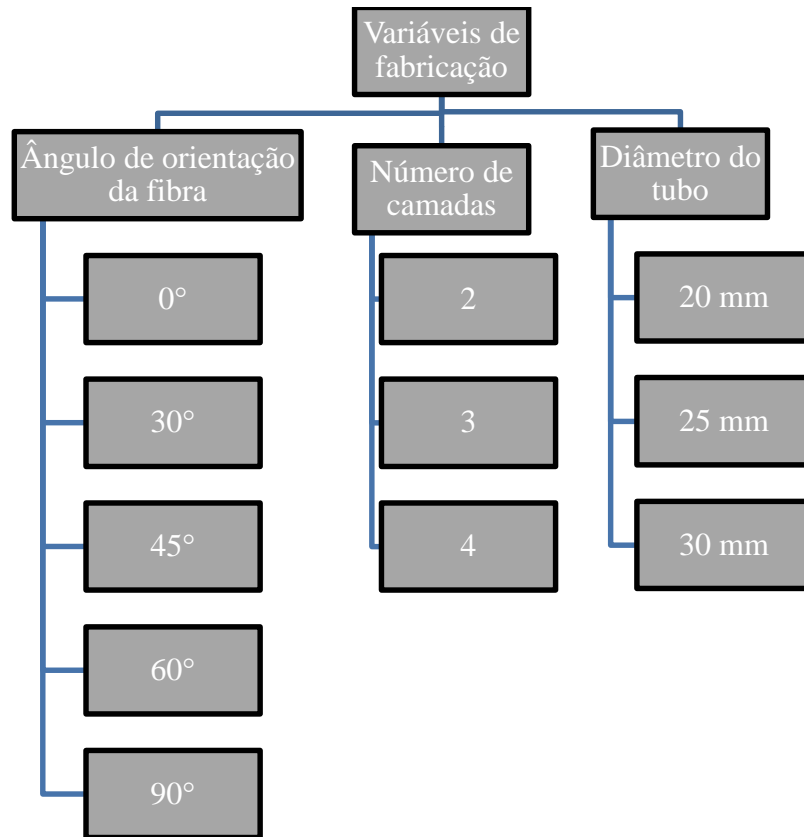 Variáveis de
fabricação
Ângulo de orientação
da fibra
0°
30°
45°
60°
90°
Número de
camadas
2
3
4
Diâmetro do
tubo
20 mm
25 mm
30 mm